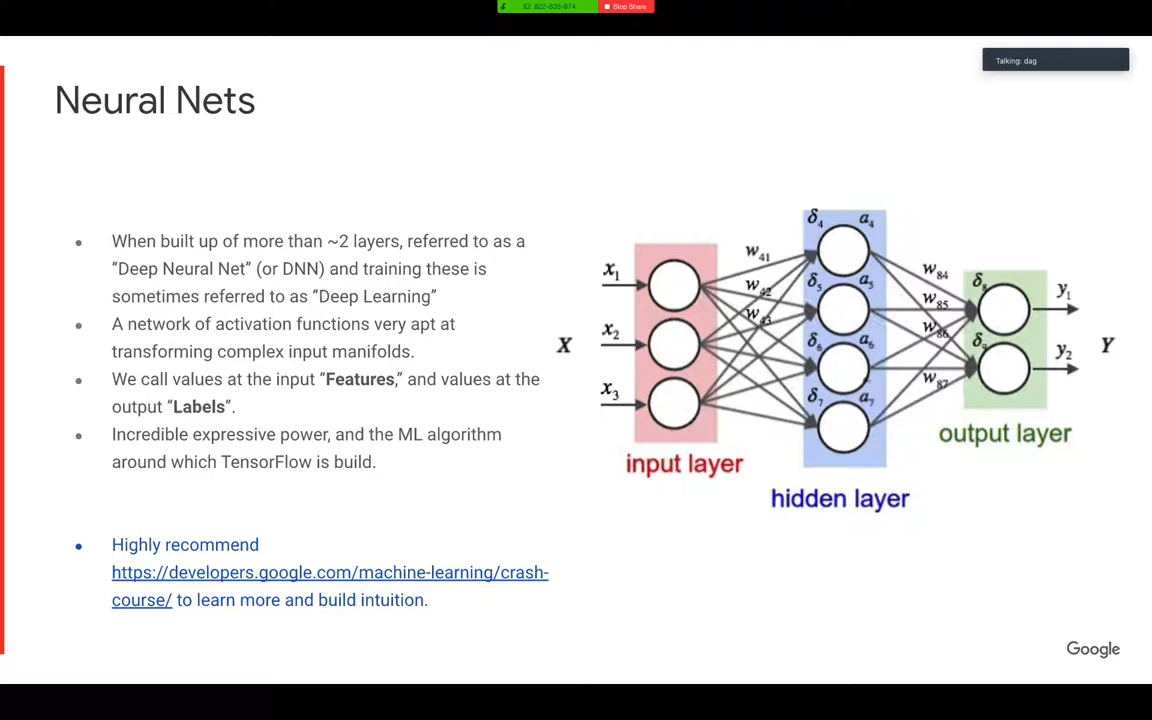 ID: 822-635-674
Stop Share
Talking: dag
Neural Nets
When built up of more than ~2 layers, referred to as a
“Deep Neural Net” (or DNN) and training these is
sometimes referred to as “Deep Learning”
A network of activation functions very apt at
transforming complex input manifolds.
We call values at the input “Features,” and values at the
output “Labels”.
Incredible expressive power, and the ML algorithm
around which TensorFlow is build.
Highly recommend
https://developers.google.com/machine-learning/crash-
course/ to learn more and build intuition.
X
x₁
x₂
x₃
w₄₁
w₄₂
w₄₃
δ₄ a₄
δ₅ a₅
δ₆ a₆
δ₇ a₇
w₈₄
w₈₅
w₈₆
w₈₇
δ₈
δ₉
y₁
y₂
Y
input layer
hidden layer
output layer
Google